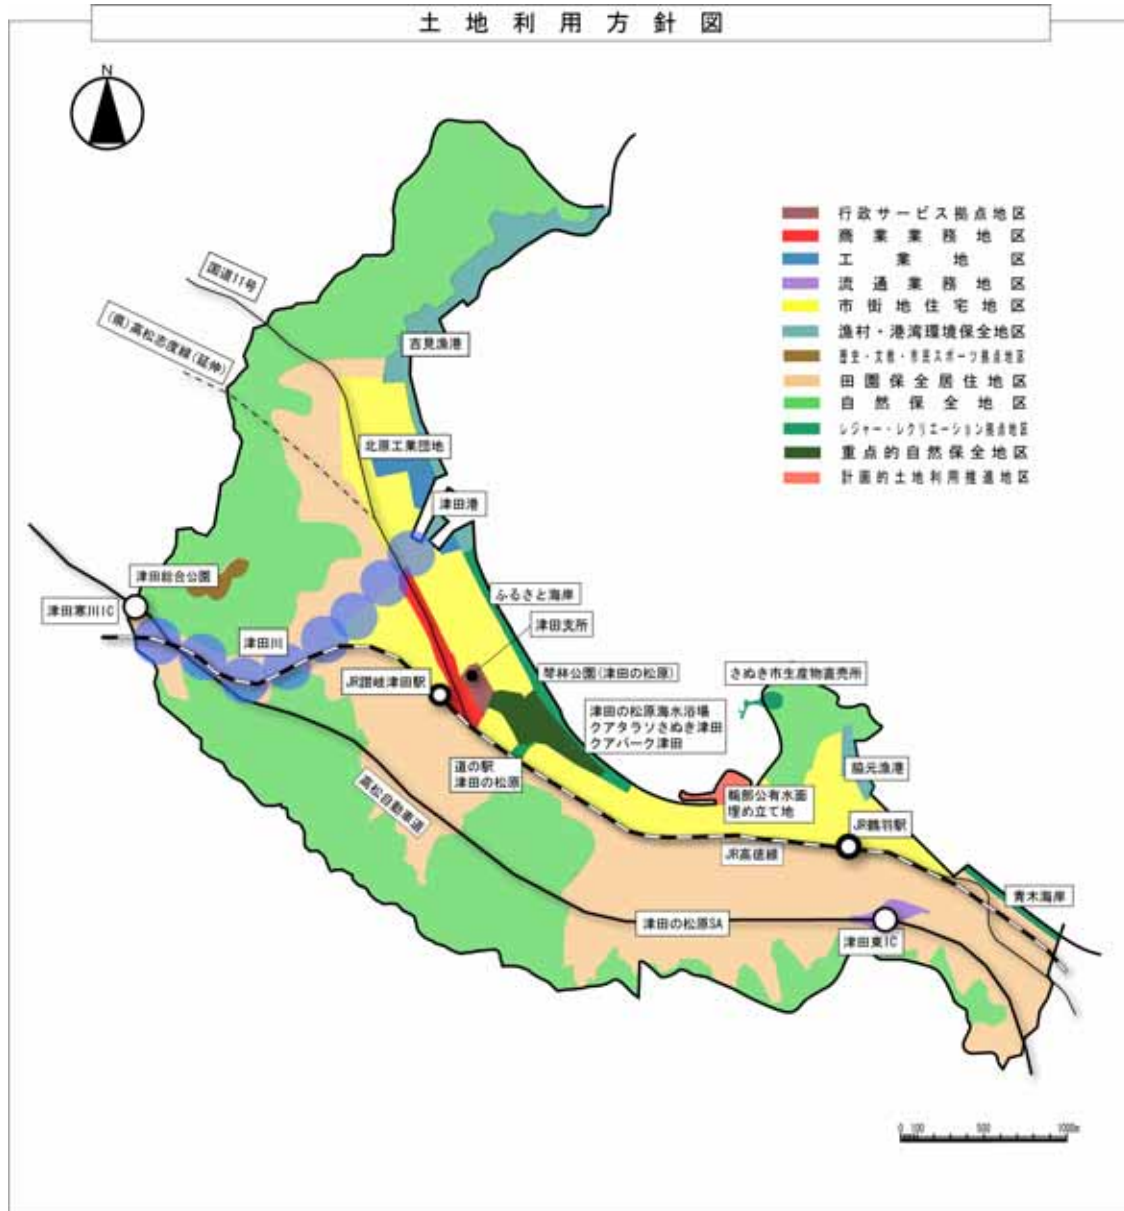 土地利用方針図
N
行政サービス拠点地区
商業業務地区
工業地区
流通業務地区
市街地住宅地区
漁村・港湾環境保全地区
歴史・文教・市民スポーツ拠点地区
田園保全居住地区
自然保全地区
レジャー・レクリエーション拠点地区
重点的自然保全地区
計画的土地利用推進地区
国道11号
(県)高松志度線(延伸)
吉見漁港
北原工業団地
津田港
津田総合公園
津田寒川IC
ふるさと海岸
津田支所
津田川
琴林公園(津田の松原)
さぬき市生産物直売所
JR讃岐津田駅
津田の松原海水浴場
クアタラソさぬき津田
クアパーク津田
道の駅
津田の松原
脇元漁港
鵜部公有水面
埋め立て地
高松自動車道
JR鶴羽駅
JR高徳線
青木海岸
津田の松原SA
津田東IC
0 100 500 1000m